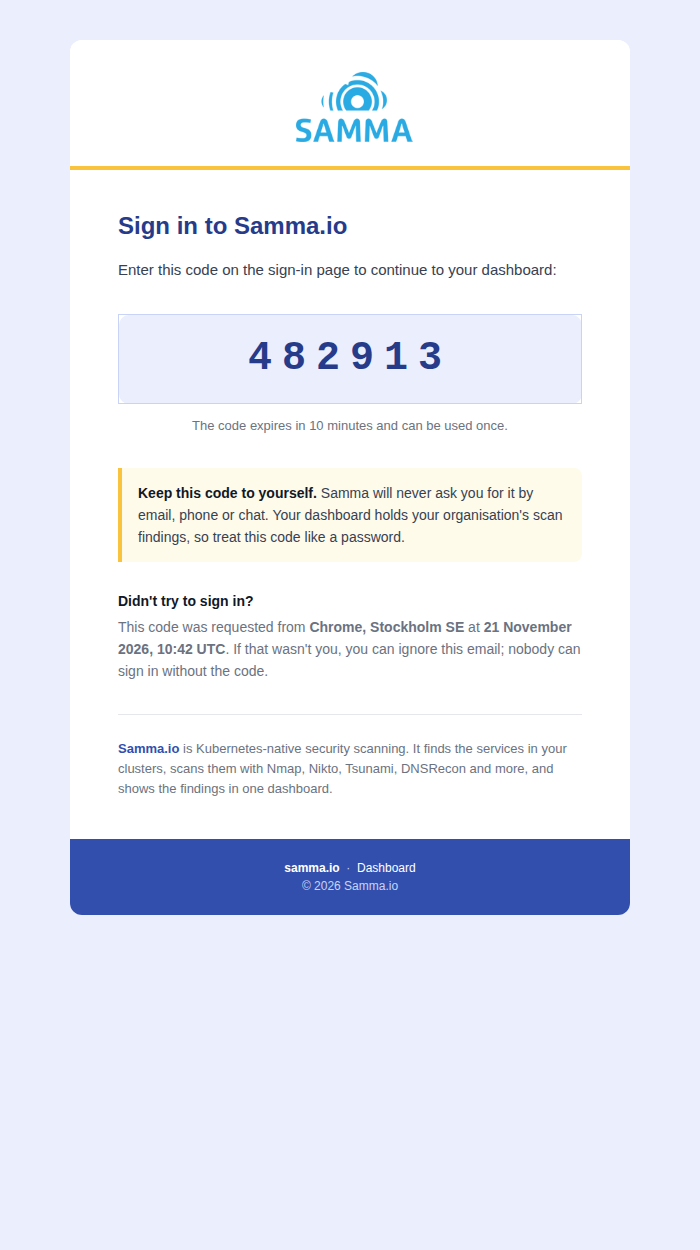 SAMMA
Sign in to Samma.io
Enter this code on the sign-in page to continue to your dashboard:
482913
The code expires in 10 minutes and can be used once.
Keep this code to yourself. Samma will never ask you for it by
email, phone or chat. Your dashboard holds your organisation's scan
findings, so treat this code like a password.
Didn't try to sign in?
This code was requested from Chrome, Stockholm SE at 21 November
2026, 10:42 UTC. If that wasn't you, you can ignore this email; nobody can
sign in without the code.
Samma.io is Kubernetes-native security scanning. It finds the services in your
clusters, scans them with Nmap, Nikto, Tsunami, DNSRecon and more, and
shows the findings in one dashboard.
samma.io · Dashboard
© 2026 Samma.io